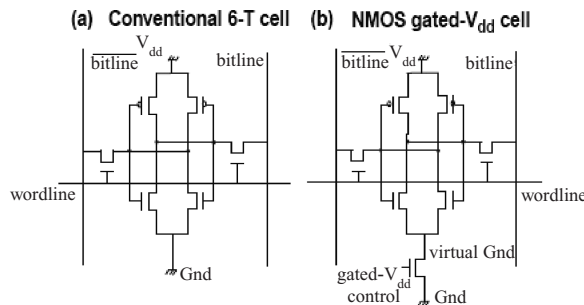 (a) Conventional 6-T cell
(b) NMOS gated-Vdd cell
Vdd
bitline
bitline
wordline
Gnd
Vdd
bitline
bitline
wordline
virtual Gnd
gated-Vdd
control
Gnd